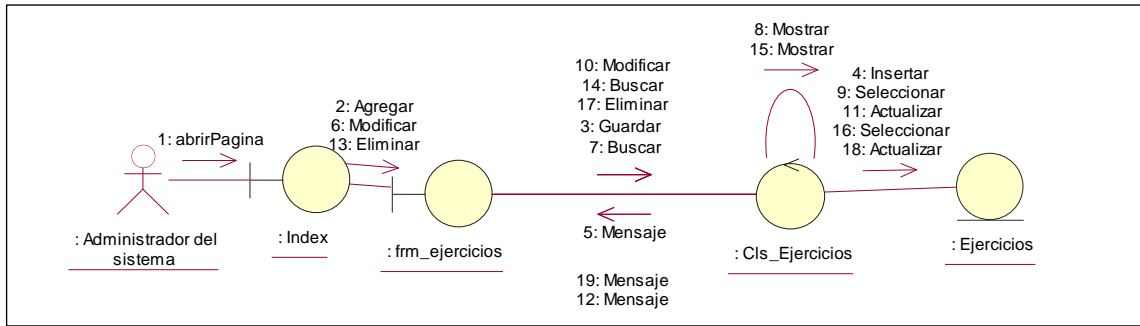 1: abrirPagina
: Administrador del
sistema
: Index
2: Agregar
6: Modificar
13: Eliminar
: frm_ejercicios
10: Modificar
14: Buscar
17: Eliminar
3: Guardar
7: Buscar
5: Mensaje
19: Mensaje
12: Mensaje
8: Mostrar
15: Mostrar
: Cls_Ejercicios
4: Insertar
9: Seleccionar
11: Actualizar
16: Seleccionar
18: Actualizar
: Ejercicios